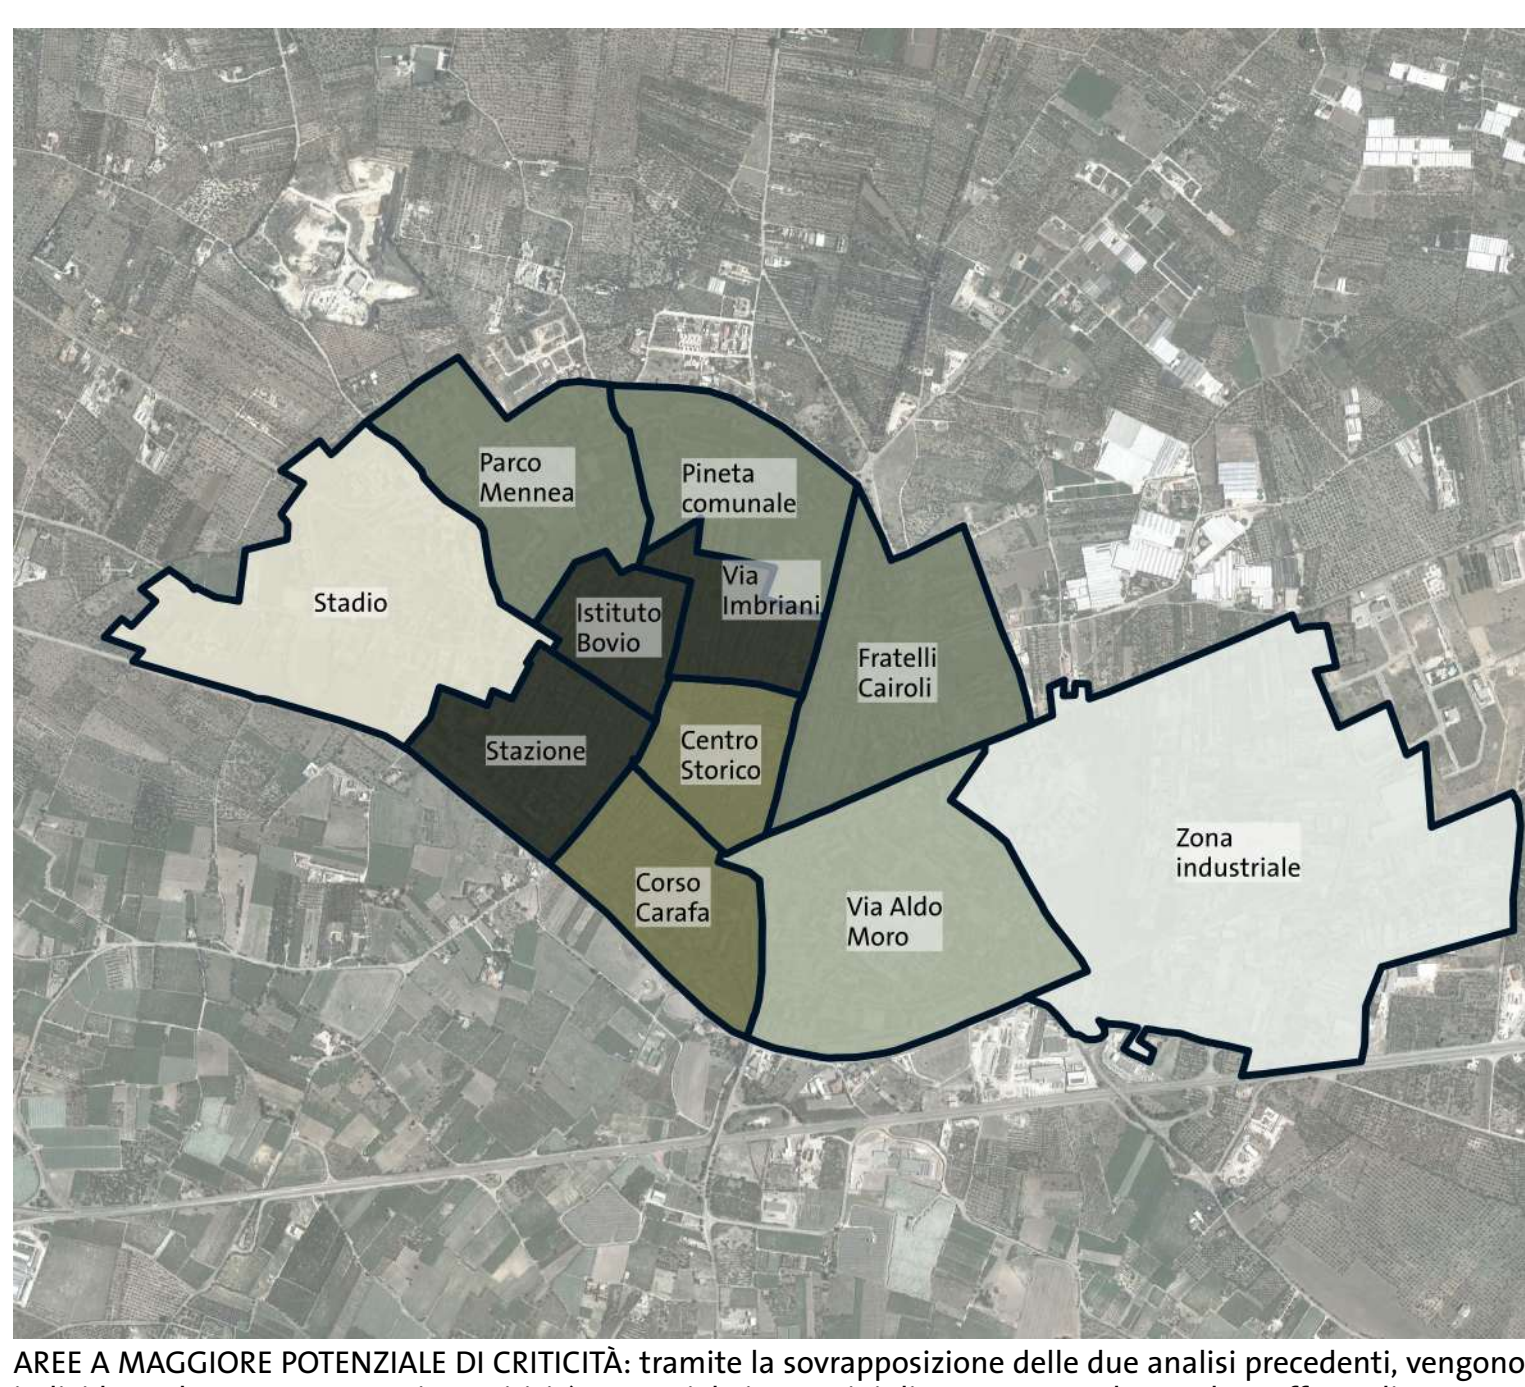 Parco
Mennea
Pineta
comunale
Via
Imbriani
Stadio
Istituto
Bovio
Fratelli
Cairoli
Stazione
Centro
Storico
Zona
industriale
Corso
Carafa
Via Aldo
Moro
AREE A MAGGIORE POTENZIALE DI CRITICITÀ: tramite la sovrapposizione delle due analisi precedenti, vengono